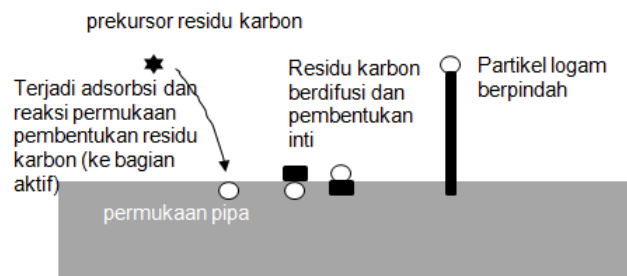 prekursor residu karbon
Terjadi adsorbsi dan
reaksi permukaan
pembentukan residu
karbon (ke bagian
aktif)
Residu karbon
berdifusi dan
pembentukan
inti
Partikel logam
berpindah
permukaan pipa